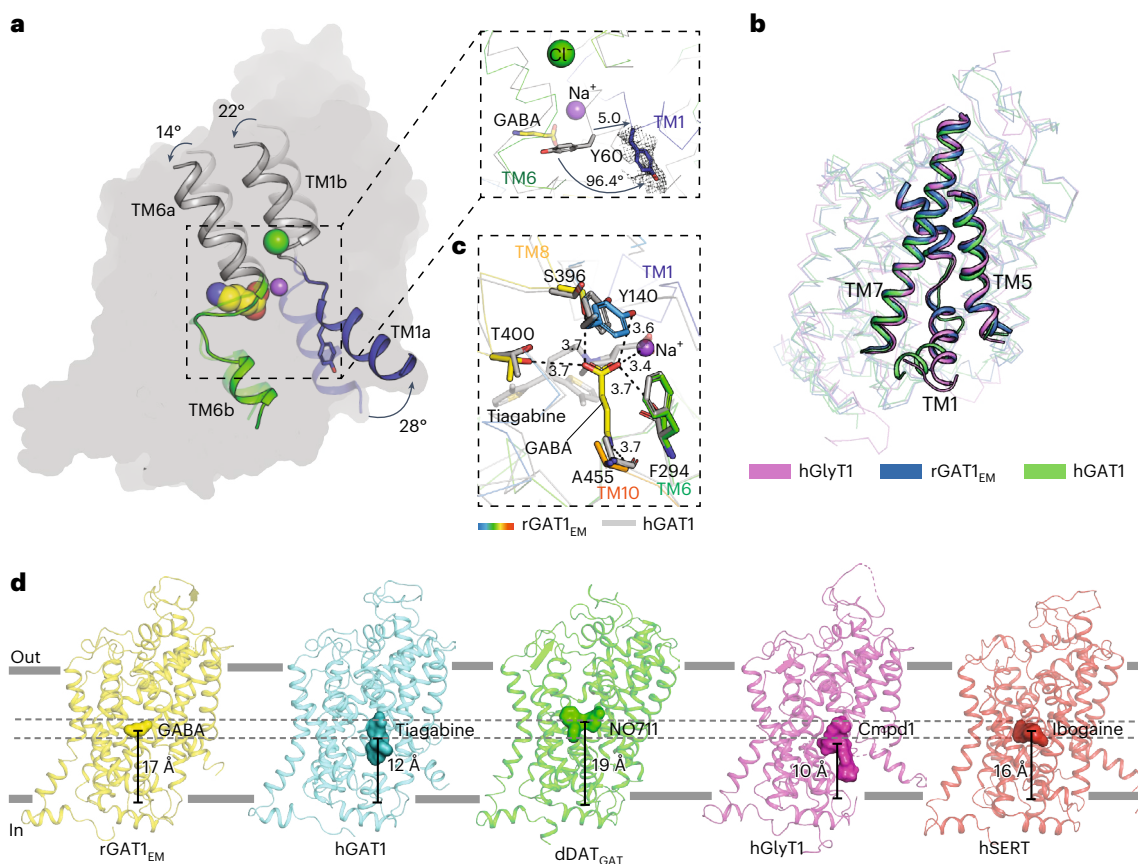 a
22°
14°
TM1b
TM6a
TM1a
TM6b
28°
Cl⁻
Na⁺
GABA
5.0
TM1
Y60
TM6
96.4°
b
TM7
TM5
TM1
hGlyT1 rGAT1EM hGAT1
c
TM8
S396
TM1
Y140
T400
3.6
3.7
Na⁺
3.4
3.7
3.7
Tiagabine
GABA
3.7
A455
F294
TM10
TM6
rGAT1EM hGAT1
d
Out
GABA Tiagabine NO711 Cmpd1 Ibogaine
17 Å 12 Å 19 Å 10 Å 16 Å
In
rGAT1EM hGAT1 dDATGAT hGlyT1 hSERT